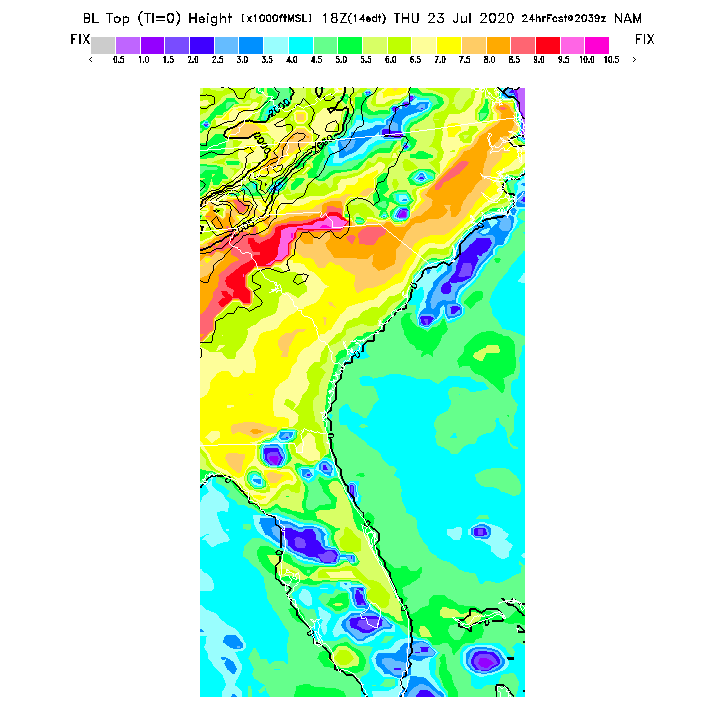 BL Top (TI=0) Height [x1000ftMSL] 18Z(14edt) THU 23 Jul 2020 24hrFcst@2039z NAM
FIX FIX
< 0.5 1.0 1.5 2.0 2.5 3.0 3.5 4.0 4.5 5.0 5.5 6.0 6.5 7.0 7.5 8.0 8.5 9.0 9.5 10.0 10.5 >
2000
2000